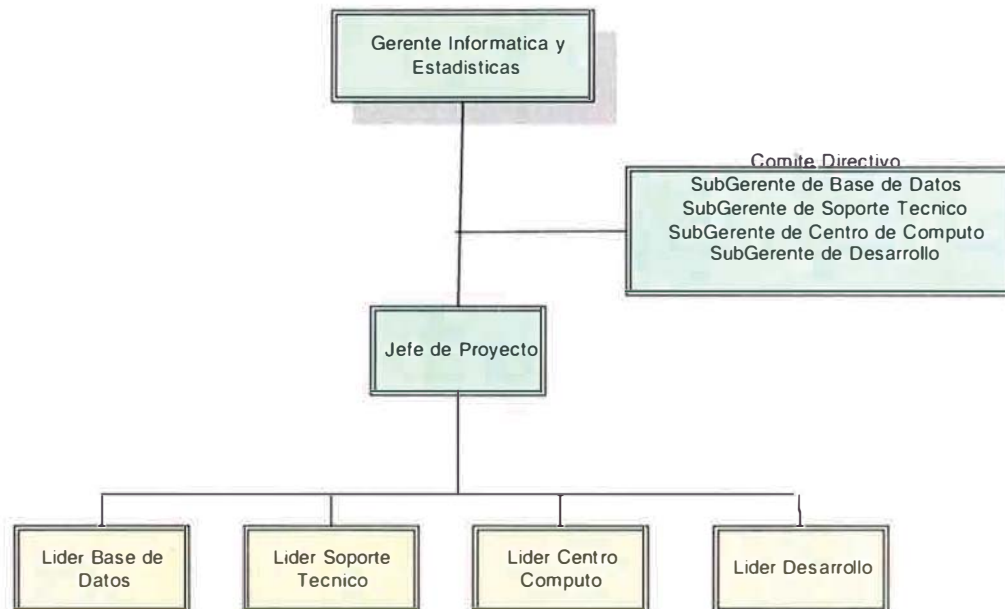 Gerente Informatica y
Estadisticas
Comite Directivo
SubGerente de Base de Datos
SubGerente de Soporte Tecnico
SubGerente de Centro de Computo
SubGerente de Desarrollo
Jefe de Proyecto
Lider Base de
Datos
Lider Soporte
Tecnico
Lider Centro
Computo
Lider Desarrollo